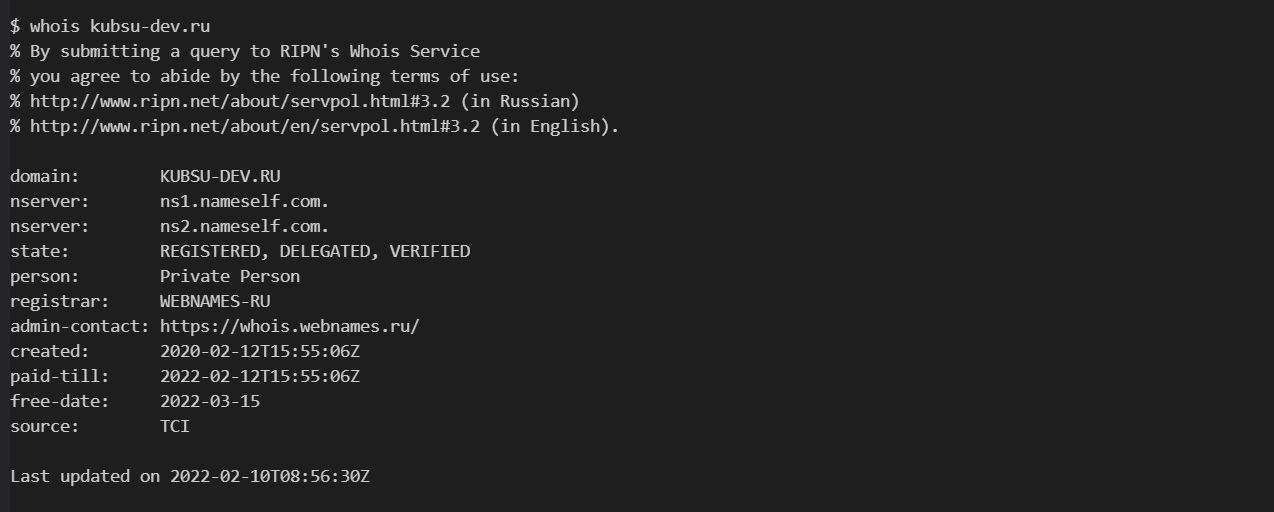 $ whois kubsu-dev.ru
% By submitting a query to RIPN's Whois Service
% you agree to abide by the following terms of use:
% http://www.ripn.net/about/servpol.html#3.2 (in Russian)
% http://www.ripn.net/about/en/servpol.html#3.2 (in English).

domain:        KUBSU-DEV.RU
nserver:       ns1.nameself.com.
nserver:       ns2.nameself.com.
state:         REGISTERED, DELEGATED, VERIFIED
person:        Private Person
registrar:     WEBNAMES-RU
admin-contact: https://whois.webnames.ru/
created:       2020-02-12T15:55:06Z
paid-till:     2022-02-12T15:55:06Z
free-date:     2022-03-15
source:        TCI

Last updated on 2022-02-10T08:56:30Z